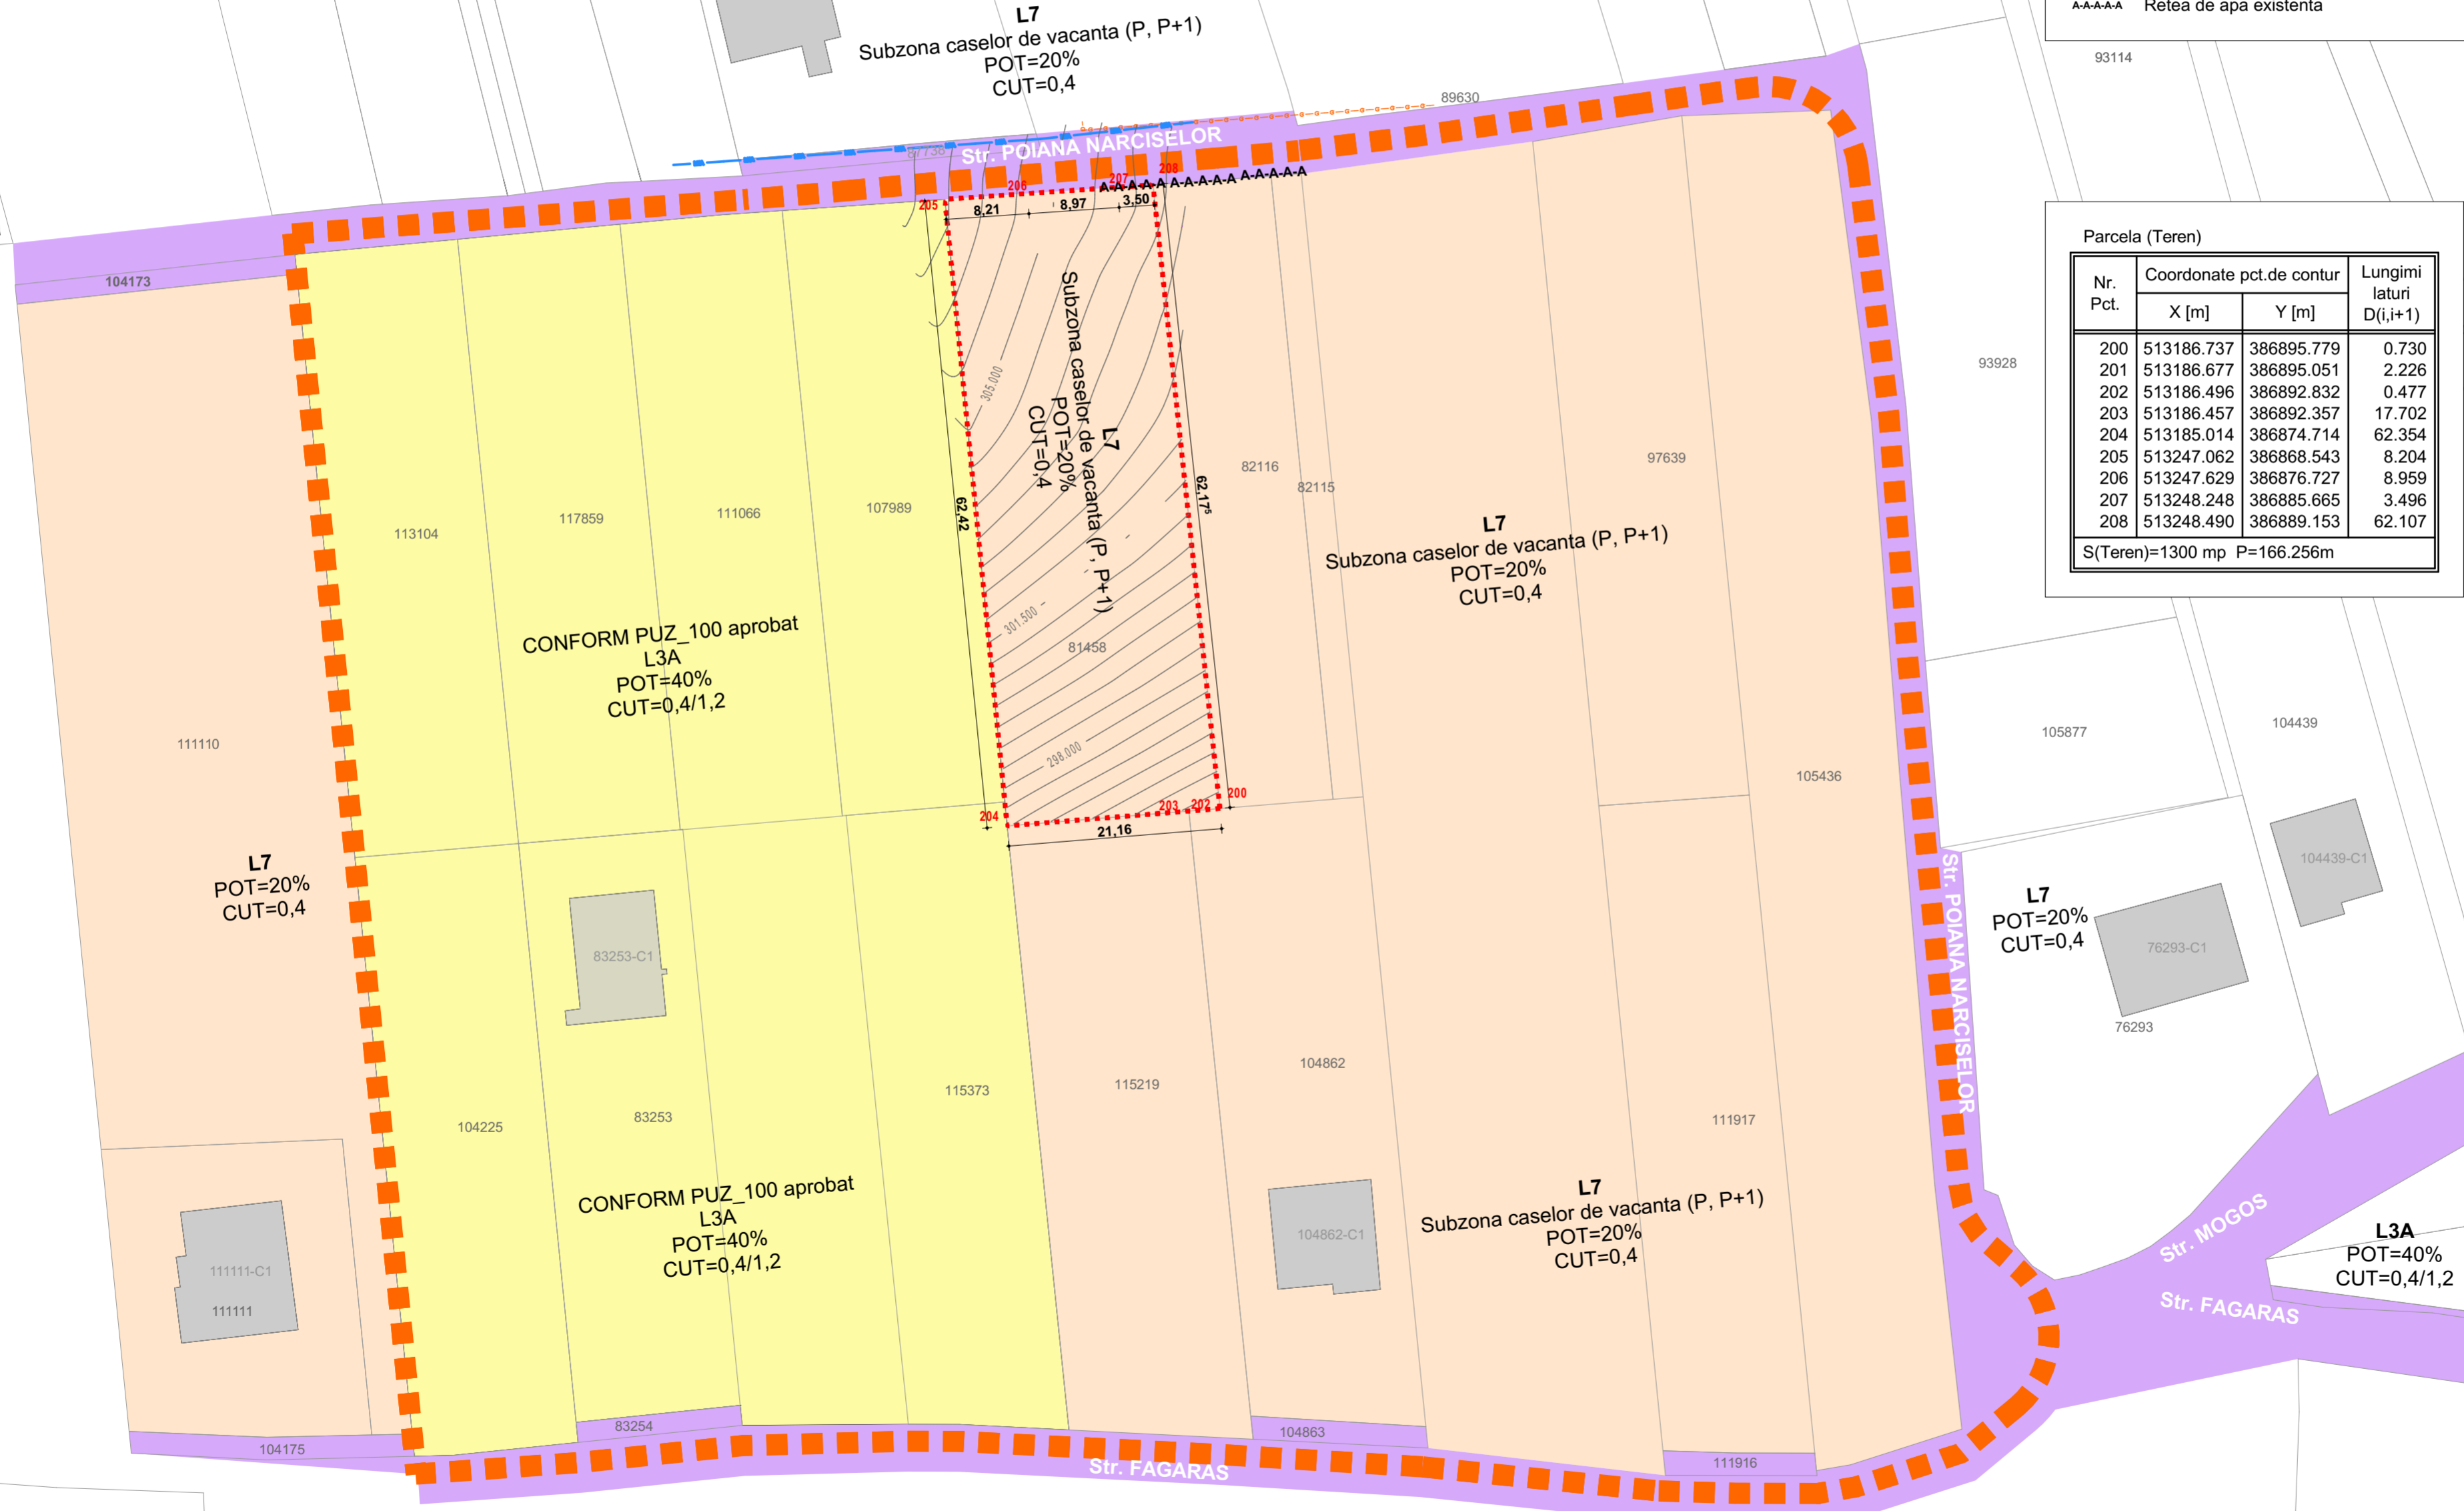 L7
Subzona caselor de vacanta (P, P+1)
POT=20%
CUT=0,4
A-A-A-A-A Retea de apa existenta
93114
89630
87738
Str. POIANA NARCISELOR
205
206
207
208
A-A-A-A-A-A-A-A-A-A A-A-A-A-A
8,21
8,97
3,50
104173
Parcela (Teren)
Nr. Pct. Coordonate pct.de contur Lungimi laturi D(i,i+1)
X [m] Y [m]
200 513186.737 386895.779 0.730
201 513186.677 386895.051 2.226
202 513186.496 386892.832 0.477
203 513186.457 386892.357 17.702
204 513185.014 386874.714 62.354
205 513247.062 386868.543 8.204
206 513247.629 386876.727 8.959
207 513248.248 386885.665 3.496
208 513248.490 386889.153 62.107
S(Teren)=1300 mp P=166.256m
93928
305.000
L7
Subzona caselor de vacanta (P, P+1)
POT=20%
CUT=0,4
62,42
62,17⁵
82116
82115
97639
113104
117859
111066
107989
L7
Subzona caselor de vacanta (P, P+1)
POT=20%
CUT=0,4
301.500
81458
298.000
CONFORM PUZ_100 aprobat
L3A
POT=40%
CUT=0,4/1,2
111110
105877
104439
105436
204
203
202
200
21,16
L7
POT=20%
CUT=0,4
104439-C1
Str. POIANA NARCISELOR
L7
POT=20%
CUT=0,4
76293-C1
76293
83253-C1
104225
83253
115373
115219
104862
111917
CONFORM PUZ_100 aprobat
L3A
POT=40%
CUT=0,4/1,2
104862-C1
L7
Subzona caselor de vacanta (P, P+1)
POT=20%
CUT=0,4
111111-C1
111111
Str. MOGOS
L3A
POT=40%
CUT=0,4/1,2
Str. FAGARAS
104175
83254
104863
111916
Str. FAGARAS